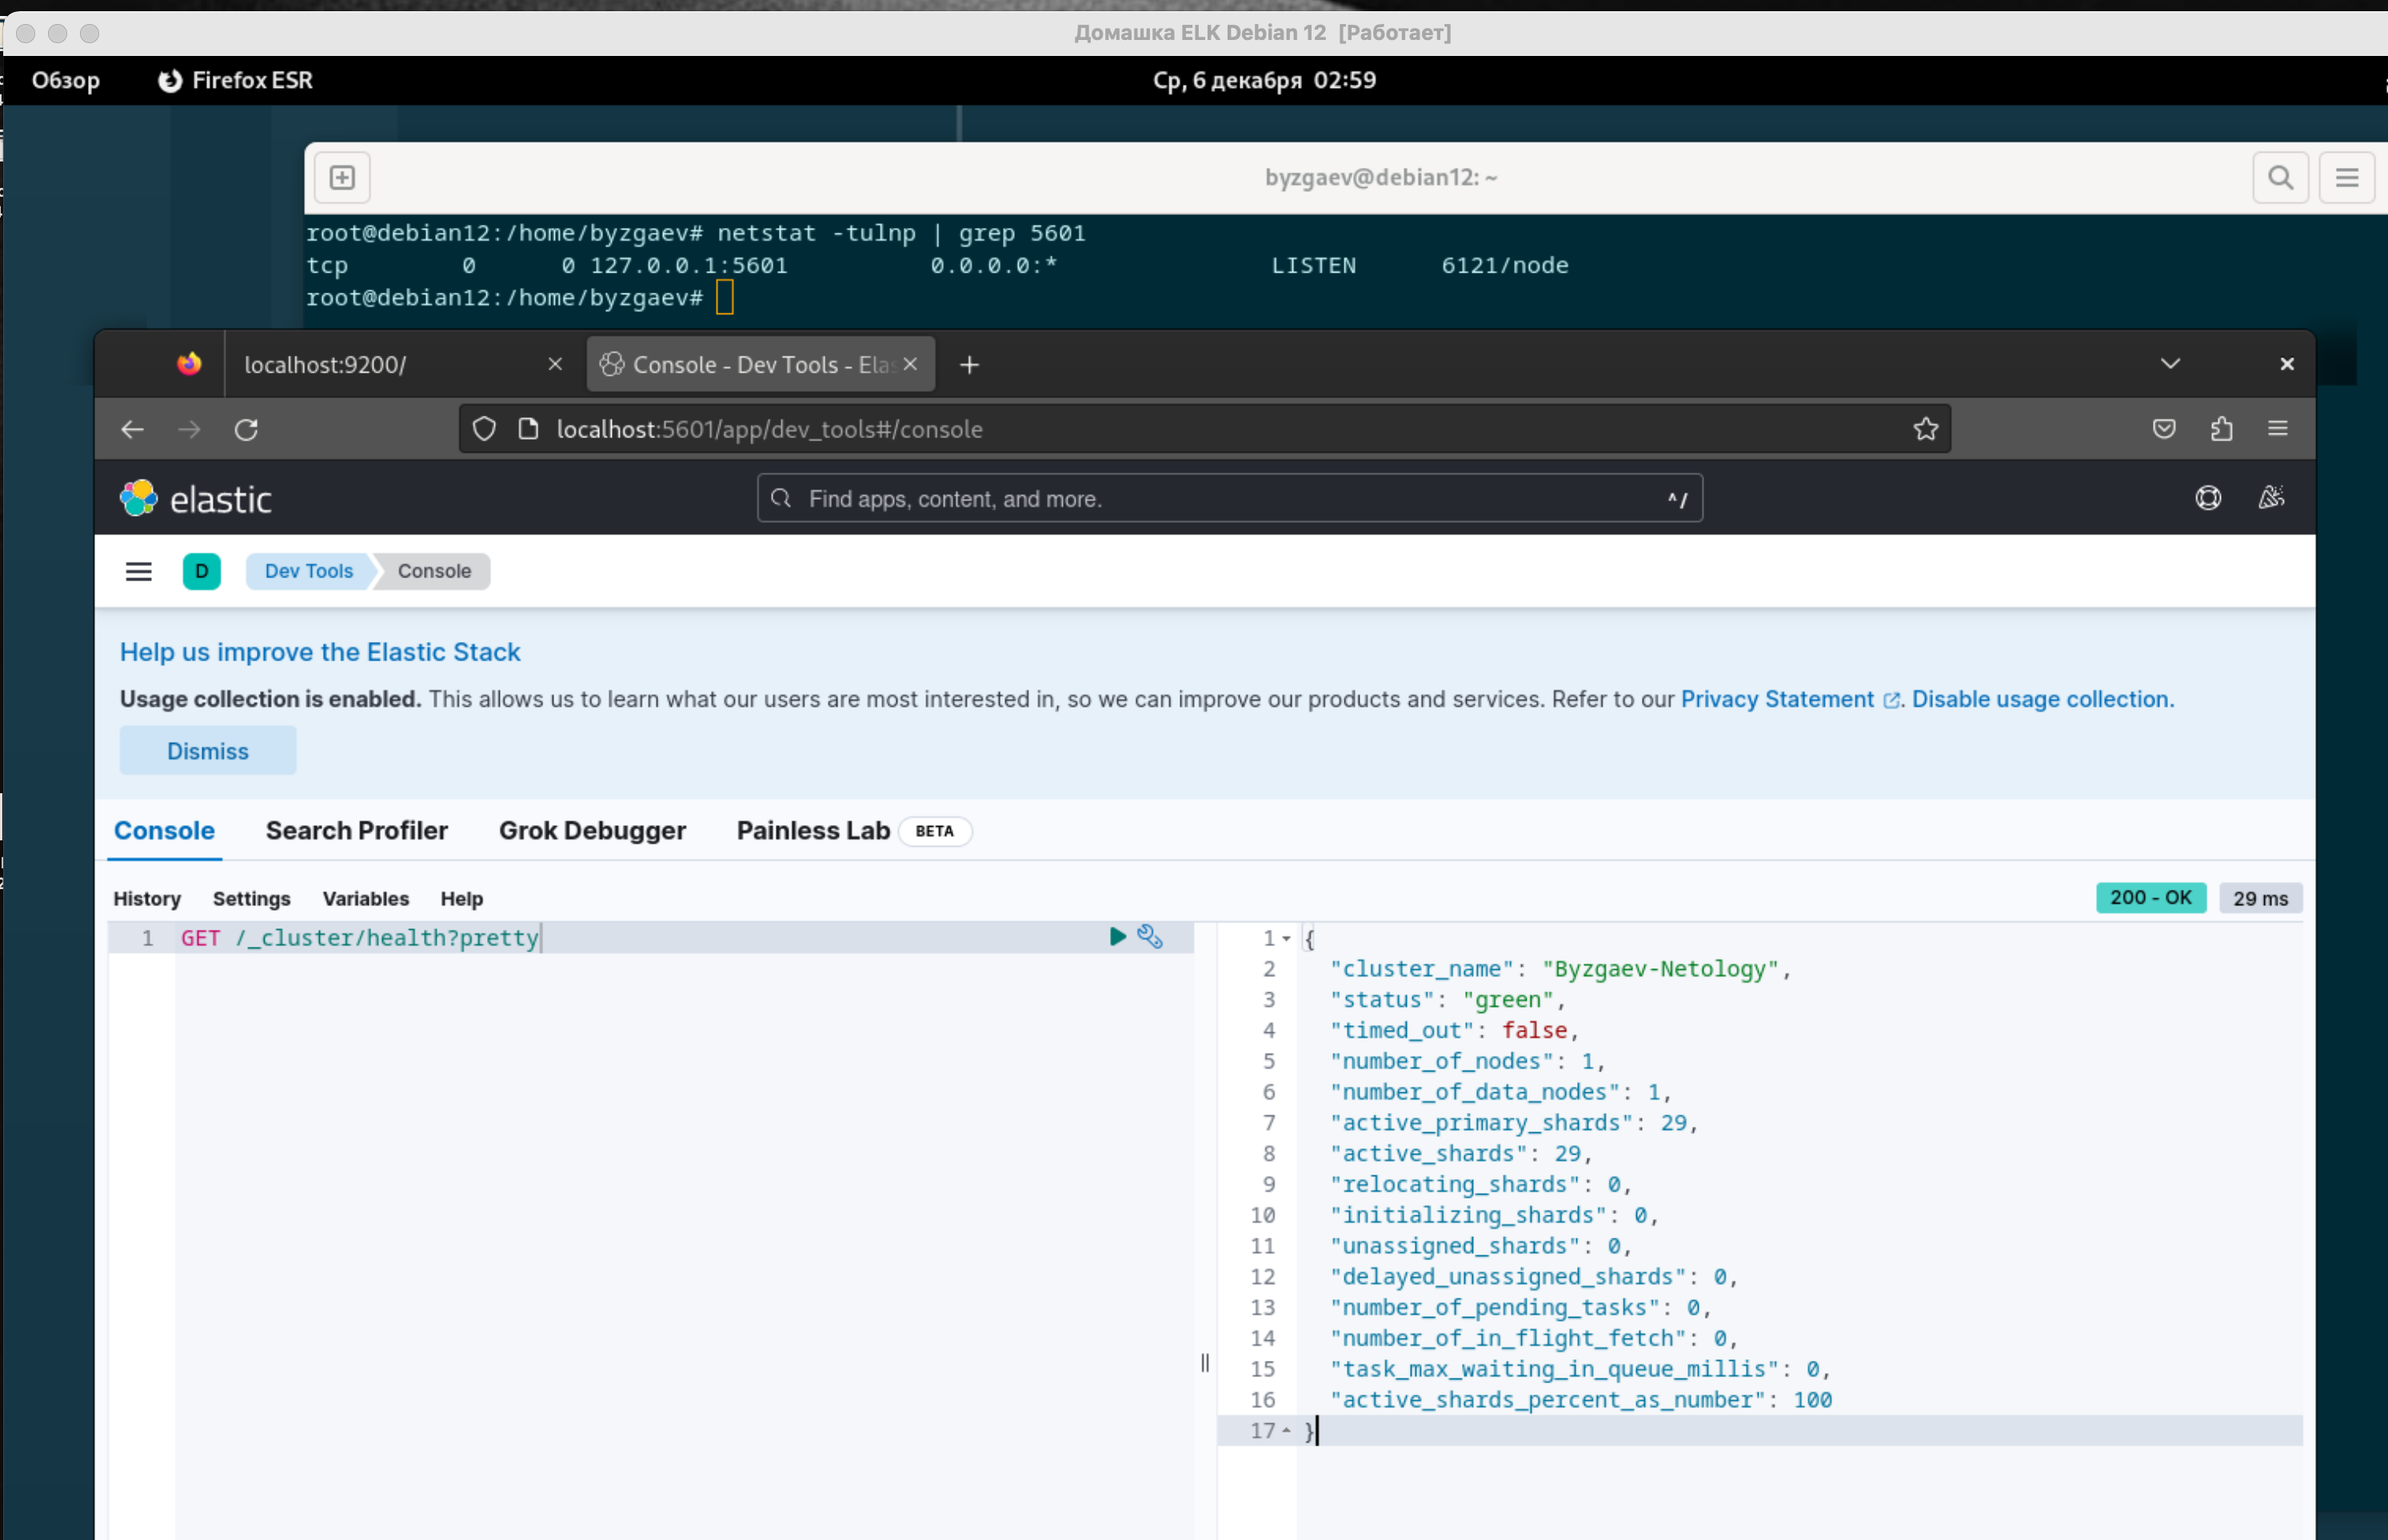 Домашка ELK Debian 12 [Работает]
Обзор Firefox ESR Ср, 6 декабря 02:59
byzgaev@debian12: ~
root@debian12:/home/byzgaev# netstat -tulnp | grep 5601
tcp 0 0 127.0.0.1:5601 0.0.0.0:* LISTEN 6121/node
root@debian12:/home/byzgaev#
localhost:9200/ Console - Dev Tools - Elas
localhost:5601/app/dev_tools#/console
elastic Find apps, content, and more. ^/
D Dev Tools Console
Help us improve the Elastic Stack
Usage collection is enabled. This allows us to learn what our users are most interested in, so we can improve our products and services. Refer to our Privacy Statement . Disable usage collection.
Dismiss
Console Search Profiler Grok Debugger Painless Lab BETA
History Settings Variables Help 200 - OK 29 ms
1 GET /_cluster/health?pretty
1 {
2 "cluster_name": "Byzgaev-Netology",
3 "status": "green",
4 "timed_out": false,
5 "number_of_nodes": 1,
6 "number_of_data_nodes": 1,
7 "active_primary_shards": 29,
8 "active_shards": 29,
9 "relocating_shards": 0,
10 "initializing_shards": 0,
11 "unassigned_shards": 0,
12 "delayed_unassigned_shards": 0,
13 "number_of_pending_tasks": 0,
14 "number_of_in_flight_fetch": 0,
15 "task_max_waiting_in_queue_millis": 0,
16 "active_shards_percent_as_number": 100
17 }